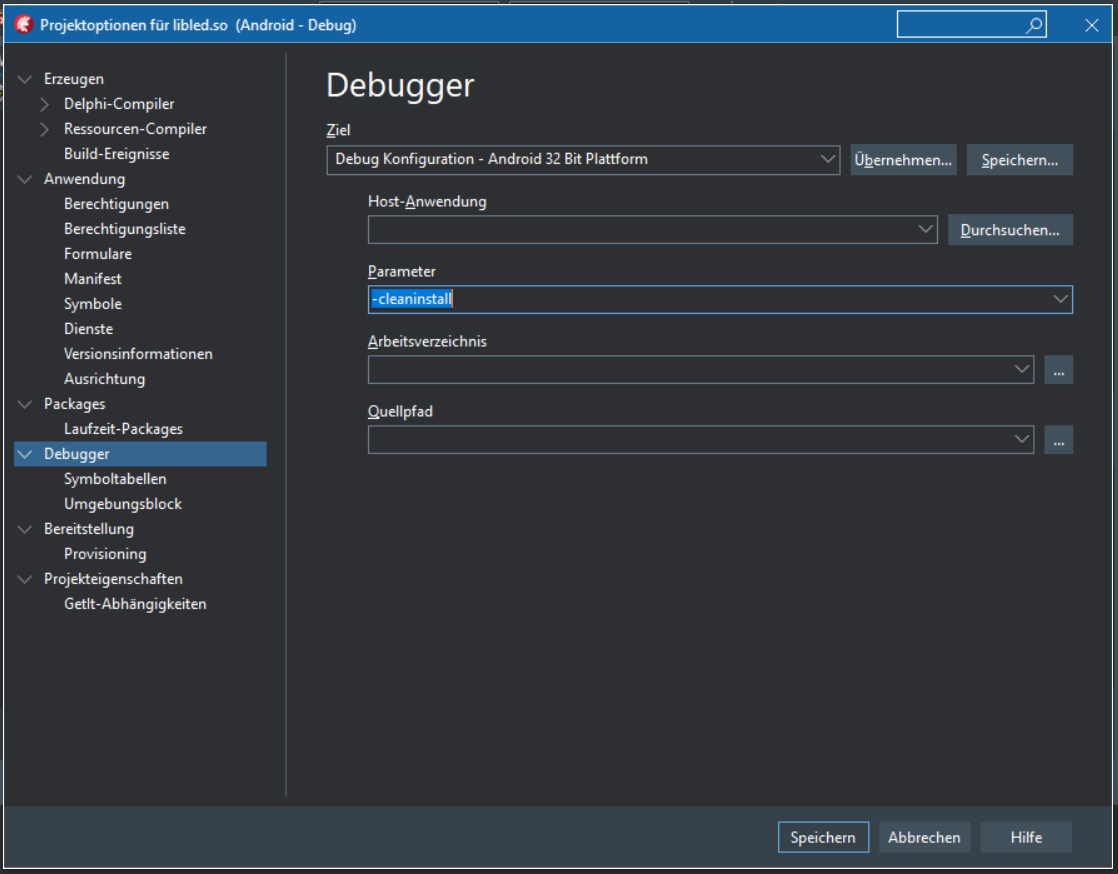 Projektoptionen für libled.so (Android - Debug)
Erzeugen
Delphi-Compiler
Ressourcen-Compiler
Build-Ereignisse
Anwendung
Berechtigungen
Berechtigungsliste
Formulare
Manifest
Symbole
Dienste
Versionsinformationen
Ausrichtung
Packages
Laufzeit-Packages
Debugger
Symboltabellen
Umgebungsblock
Bereitstellung
Provisioning
Projekteigenschaften
GetIt-Abhängigkeiten
Debugger
Ziel
Debug Konfiguration - Android 32 Bit Plattform
Übernehmen...
Speichern...
Host-Anwendung
Durchsuchen...
Parameter
-cleaninstall
Arbeitsverzeichnis
...
Quellpfad
...
Speichern
Abbrechen
Hilfe